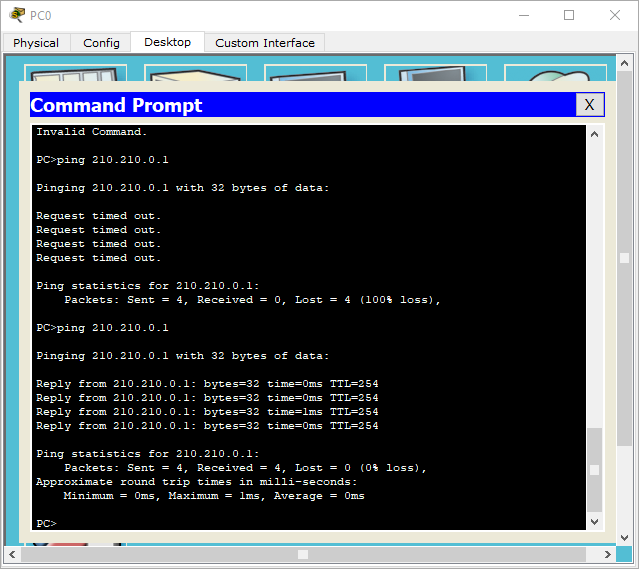 PC0
Physical Config Desktop Custom Interface
Command Prompt X
Invalid Command.
PC>ping 210.210.0.1
Pinging 210.210.0.1 with 32 bytes of data:
Request timed out.
Request timed out.
Request timed out.
Request timed out.
Ping statistics for 210.210.0.1:
Packets: Sent = 4, Received = 0, Lost = 4 (100% loss),
PC>ping 210.210.0.1
Pinging 210.210.0.1 with 32 bytes of data:
Reply from 210.210.0.1: bytes=32 time=0ms TTL=254
Reply from 210.210.0.1: bytes=32 time=0ms TTL=254
Reply from 210.210.0.1: bytes=32 time=1ms TTL=254
Reply from 210.210.0.1: bytes=32 time=0ms TTL=254
Ping statistics for 210.210.0.1:
Packets: Sent = 4, Received = 4, Lost = 0 (0% loss),
Approximate round trip times in milli-seconds:
Minimum = 0ms, Maximum = 1ms, Average = 0ms
PC>